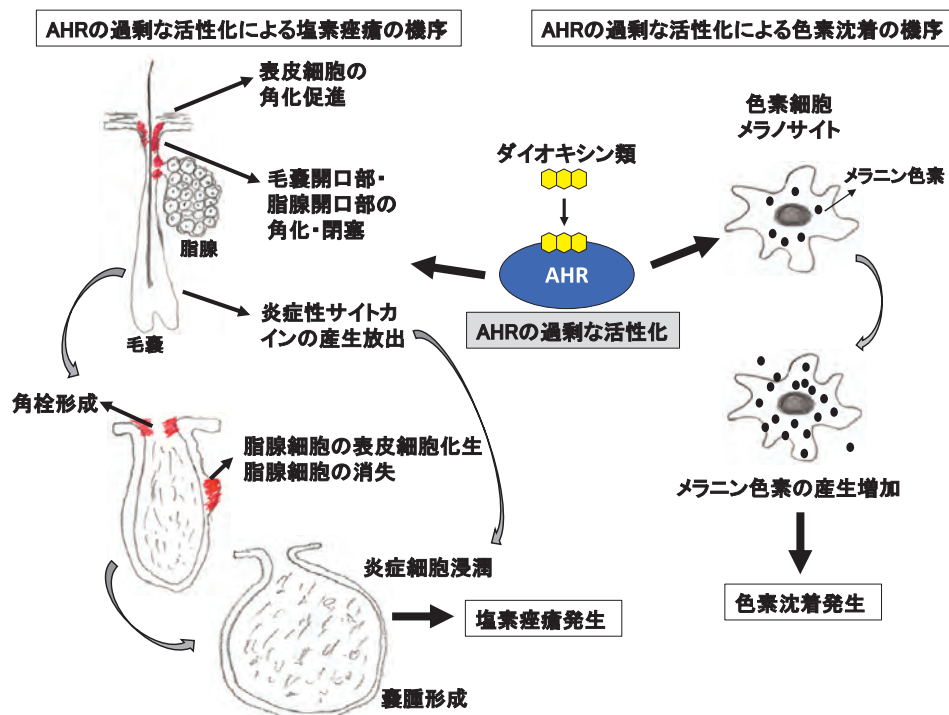 AHRの過剰な活性化による塩素痤瘡の機序
AHRの過剰な活性化による色素沈着の機序
表皮細胞の
角化促進
毛嚢開口部・
脂腺開口部の
角化・閉塞
脂腺
炎症性サイトカ
インの産生放出
毛嚢
ダイオキシン類
AHR
AHRの過剰な活性化
色素細胞
メラノサイト
メラニン色素
角栓形成
脂腺細胞の表皮細胞化生
脂腺細胞の消失
炎症細胞浸潤
嚢腫形成
塩素痤瘡発生
メラニン色素の産生増加
色素沈着発生